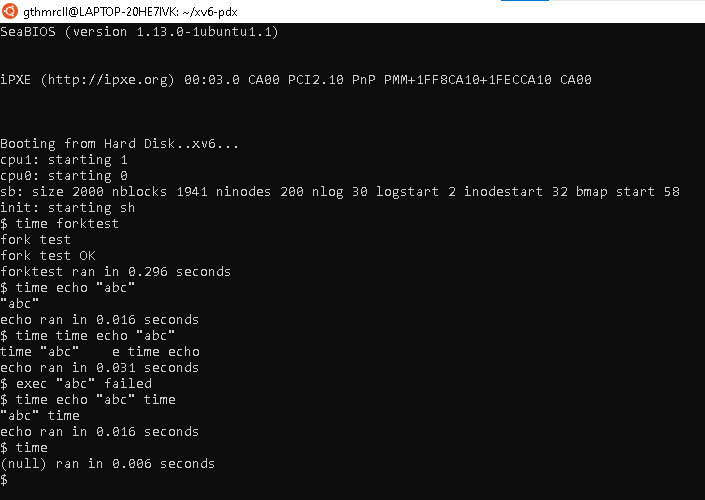 gthmrcll@LAPTOP-20HE7IVK: ~/xv6-pdx
SeaBIOS (version 1.13.0-1ubuntu1.1)
iPXE (http://ipxe.org) 00:03.0 CA00 PCI2.10 PnP PMM+1FF8CA10+1FECCA10 CA00
Booting from Hard Disk..xv6...
cpu1: starting 1
cpu0: starting 0
sb: size 2000 nblocks 1941 ninodes 200 nlog 30 logstart 2 inodestart 32 bmap start 58
init: starting sh
$ time forktest
fork test
fork test OK
forktest ran in 0.296 seconds
$ time echo "abc"
"abc"
echo ran in 0.016 seconds
$ time time echo "abc"
time "abc"    e time echo
echo ran in 0.031 seconds
$ exec "abc" failed
$ time echo "abc" time
"abc" time
echo ran in 0.016 seconds
$ time
(null) ran in 0.006 seconds
$